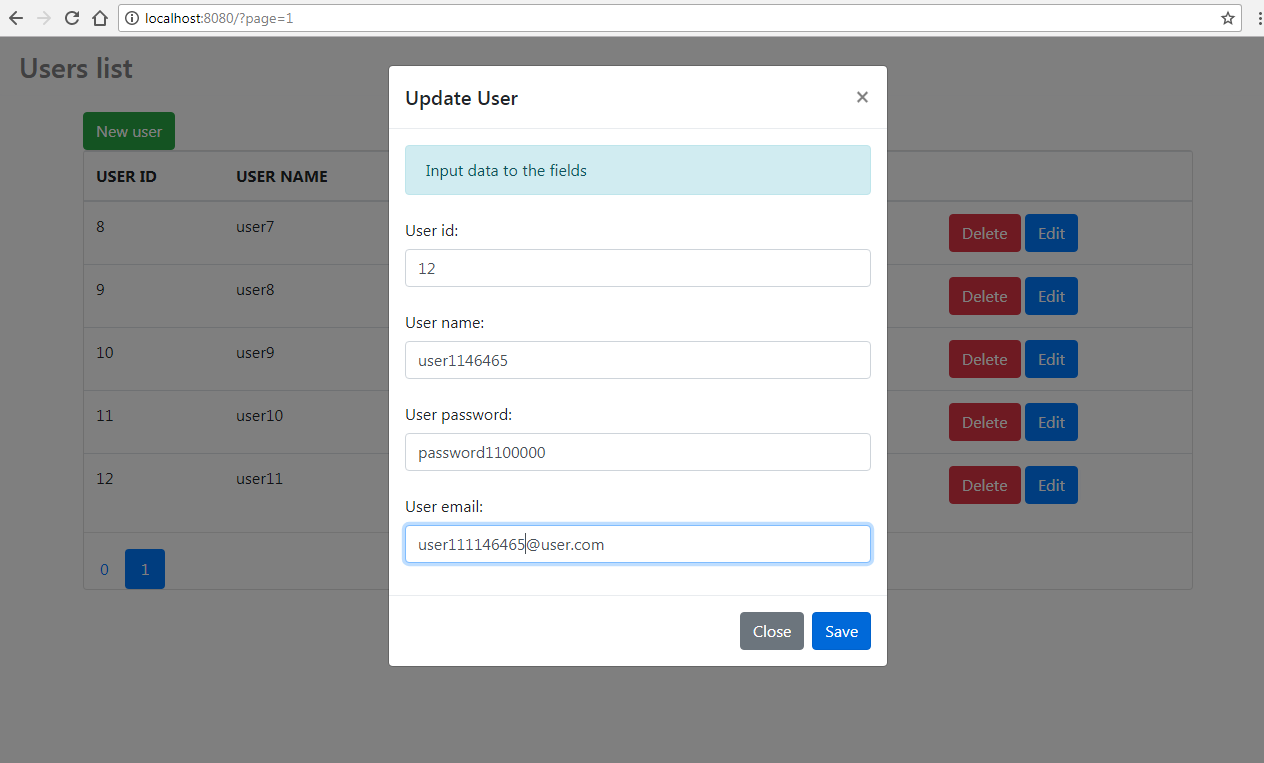 localhost:8080/?page=1
Users list
New user
USER ID USER NAME
8 user7 Delete Edit
9 user8 Delete Edit
10 user9 Delete Edit
11 user10 Delete Edit
12 user11 Delete Edit
0 1
Update User ×
Input data to the fields
User id:
12
User name:
user1146465
User password:
password1100000
User email:
user111146465@user.com
Close Save